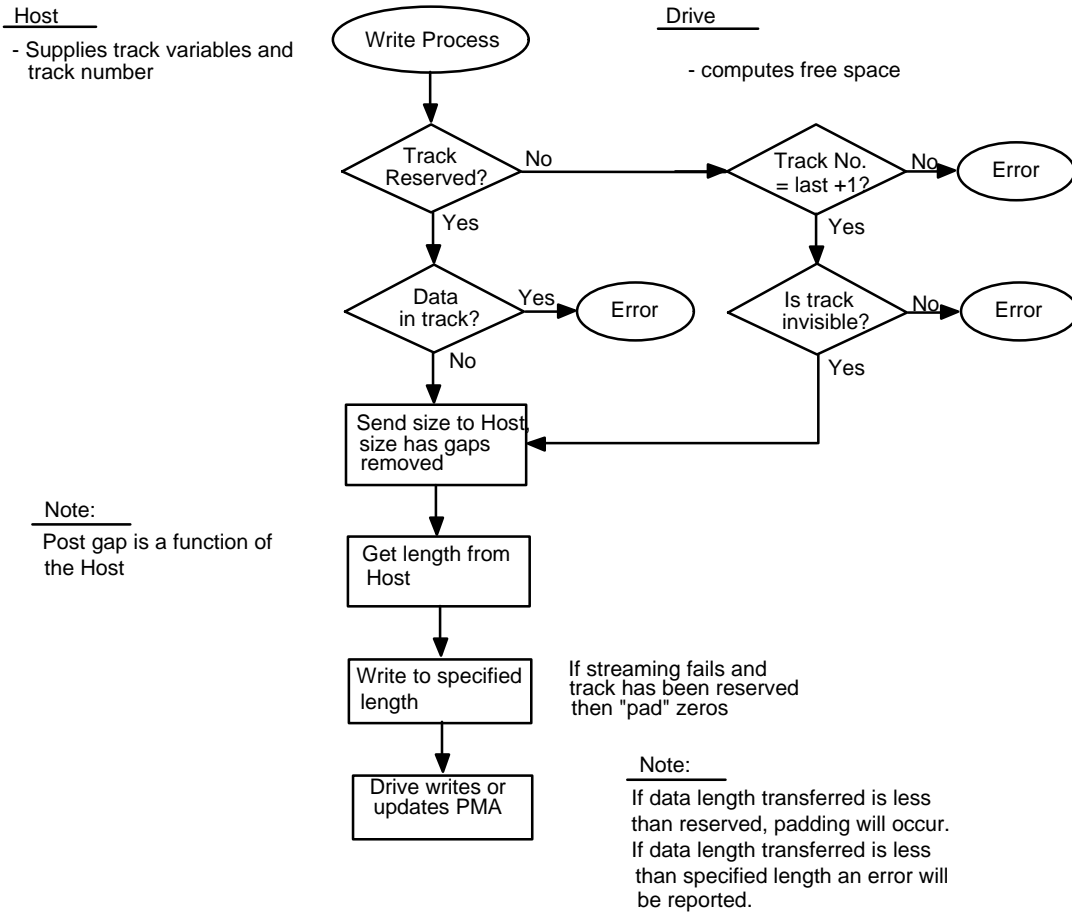 Host
- Supplies track variables and
track number
Write Process
Drive
- computes free space
Track
Reserved?
No
Track No.
= last +1?
No
Error
Yes
Yes
Data
in track?
Yes
Error
Is track
invisible?
No
Error
No
Yes
Send size to Host,
size has gaps
removed
Note:
Post gap is a function of
the Host
Get length from
Host
Write to specified
length
If streaming fails and
track has been reserved
then "pad" zeros
Drive writes or
updates PMA
Note:
If data length transferred is less
than reserved, padding will occur.
If data length transferred is less
than specified length an error will
be reported.